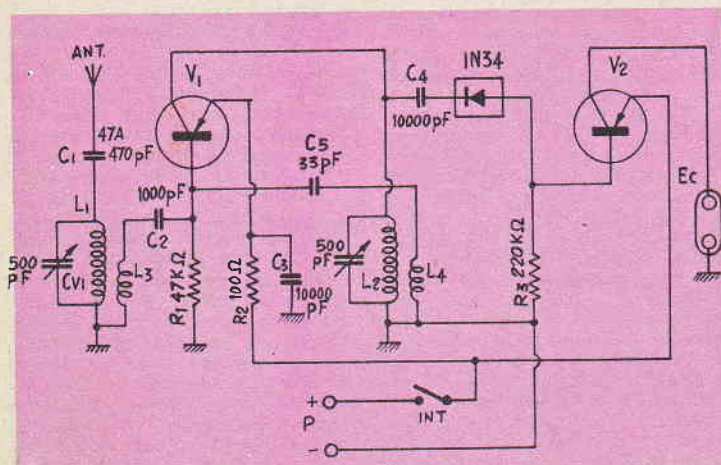 ANT.
V1
C4
10000pF
1N34
V2
47A
C1 470pF
C5
33pF
1000pF
C2
L1
500
pF
CV1
L3
R1 47KΩ
R2 100Ω
C3
10000
PF
500
pF
L2
L4
R3 220KΩ
Ec
+
P
-
INT